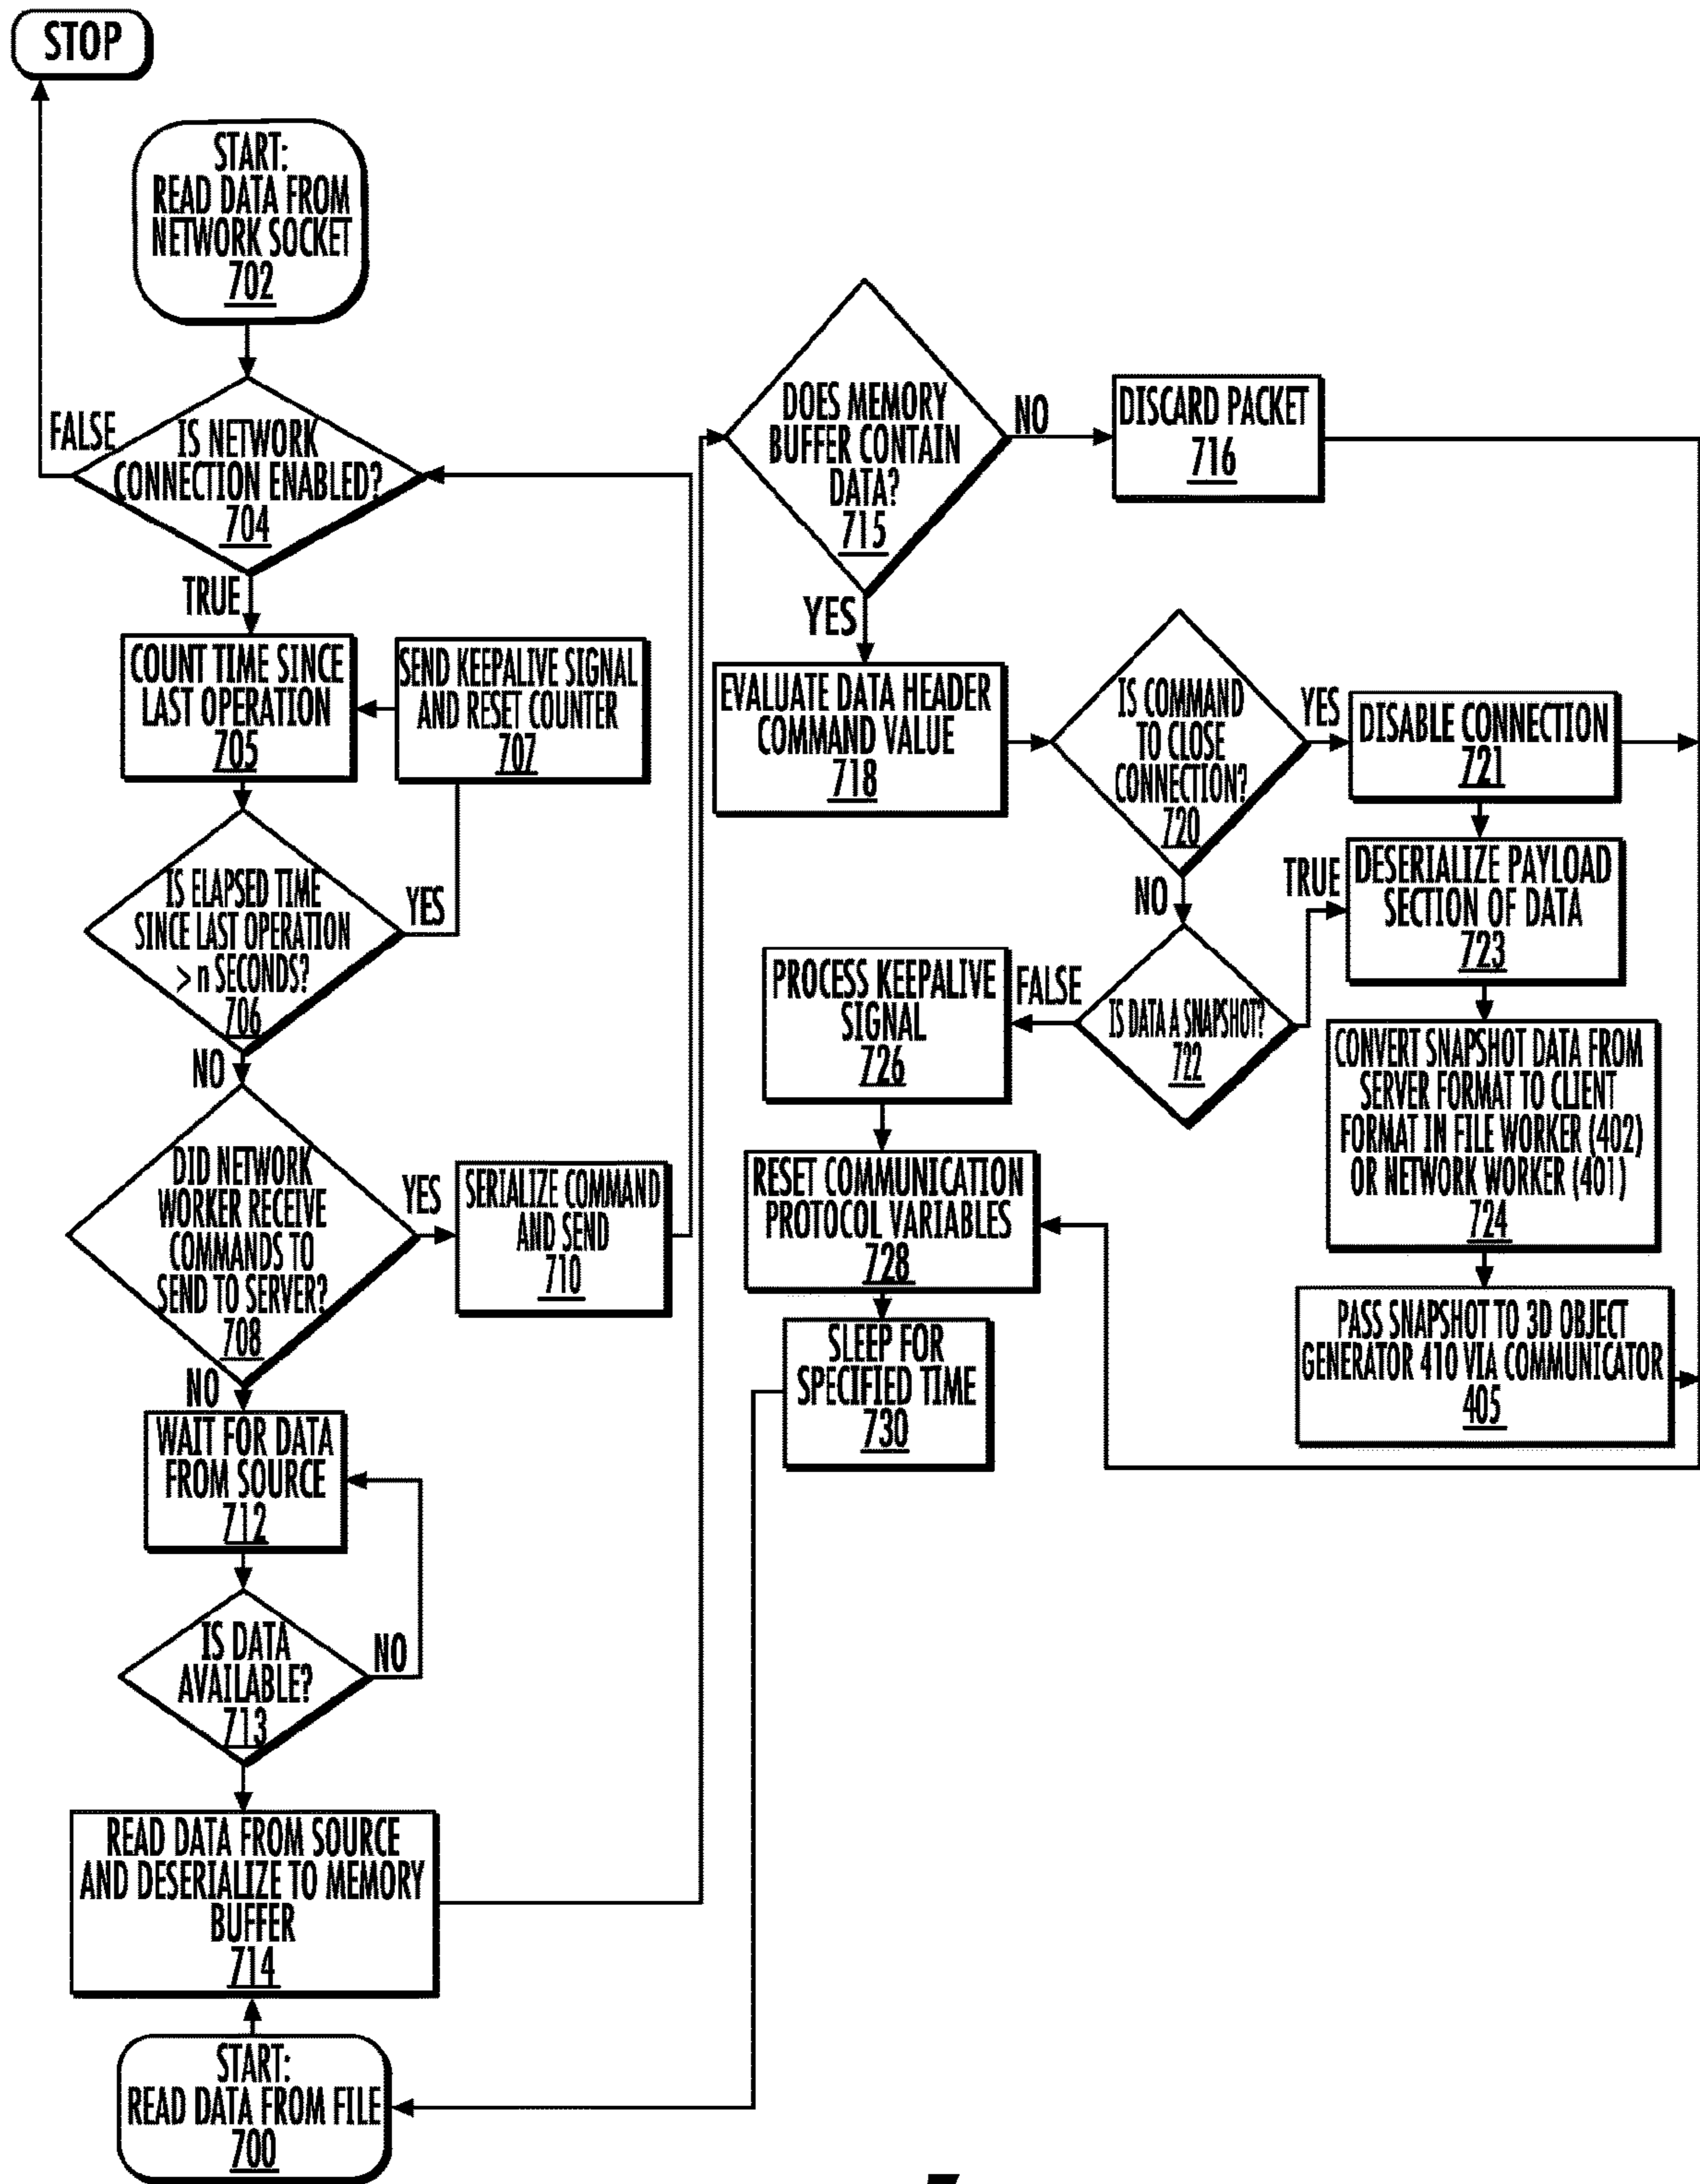 STOP
START:
READ DATA FROM
NETWORK SOCKET
702
FALSE
IS NETWORK
CONNECTION ENABLED?
704
TRUE
COUNT TIME SINCE
LAST OPERATION
705
SEND KEEPALIVE SIGNAL
AND RESET COUNTER
707
IS ELAPSED TIME
SINCE LAST OPERATION
> n SECONDS?
706
YES
NO
DID NETWORK
WORKER RECEIVE
COMMANDS TO
SEND TO SERVER?
708
YES
SERIALIZE COMMAND
AND SEND
710
NO
WAIT FOR DATA
FROM SOURCE
712
IS DATA
AVAILABLE?
713
NO
READ DATA FROM SOURCE
AND DESERIALIZE TO MEMORY
BUFFER
714
START:
READ DATA FROM FILE
700
DOES MEMORY
BUFFER CONTAIN
DATA?
715
NO
DISCARD PACKET
716
YES
EVALUATE DATA HEADER
COMMAND VALUE
718
IS COMMAND
TO CLOSE
CONNECTION?
720
YES
DISABLE CONNECTION
721
NO
IS DATA A SNAPSHOT?
722
TRUE
DESERIALIZE PAYLOAD
SECTION OF DATA
723
FALSE
PROCESS KEEPALIVE
SIGNAL
726
CONVERT SNAPSHOT DATA FROM
SERVER FORMAT TO CLIENT
FORMAT IN FILE WORKER (402)
OR NETWORK WORKER (401)
724
RESET COMMUNICATION
PROTOCOL VARIABLES
728
PASS SNAPSHOT TO 3D OBJECT
GENERATOR 410 VIA COMMUNICATOR
405
SLEEP FOR
SPECIFIED TIME
730